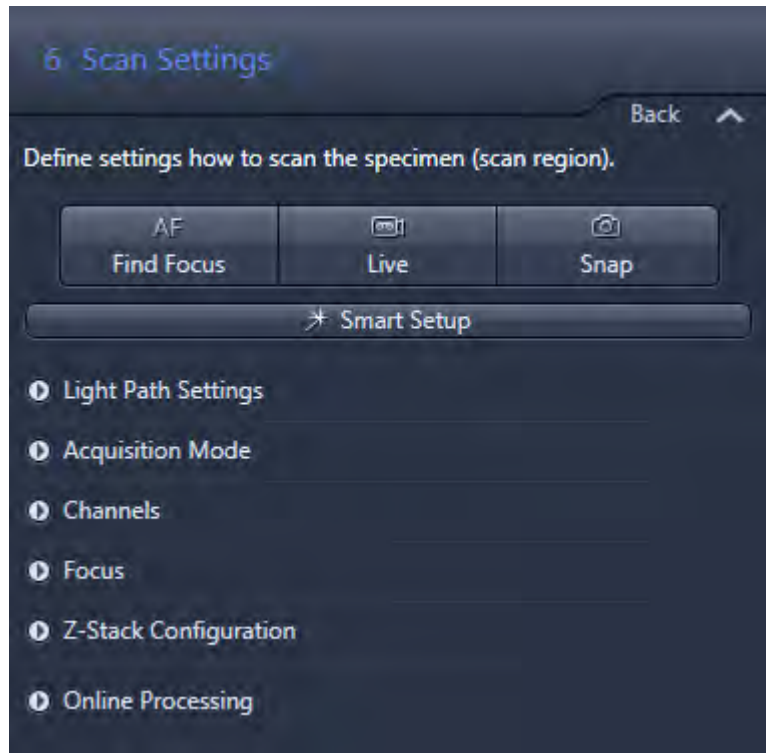 6 Scan Settings
Back
Define settings how to scan the specimen (scan region).
AF
Find Focus
Live
Snap
Smart Setup
Light Path Settings
Acquisition Mode
Channels
Focus
Z-Stack Configuration
Online Processing